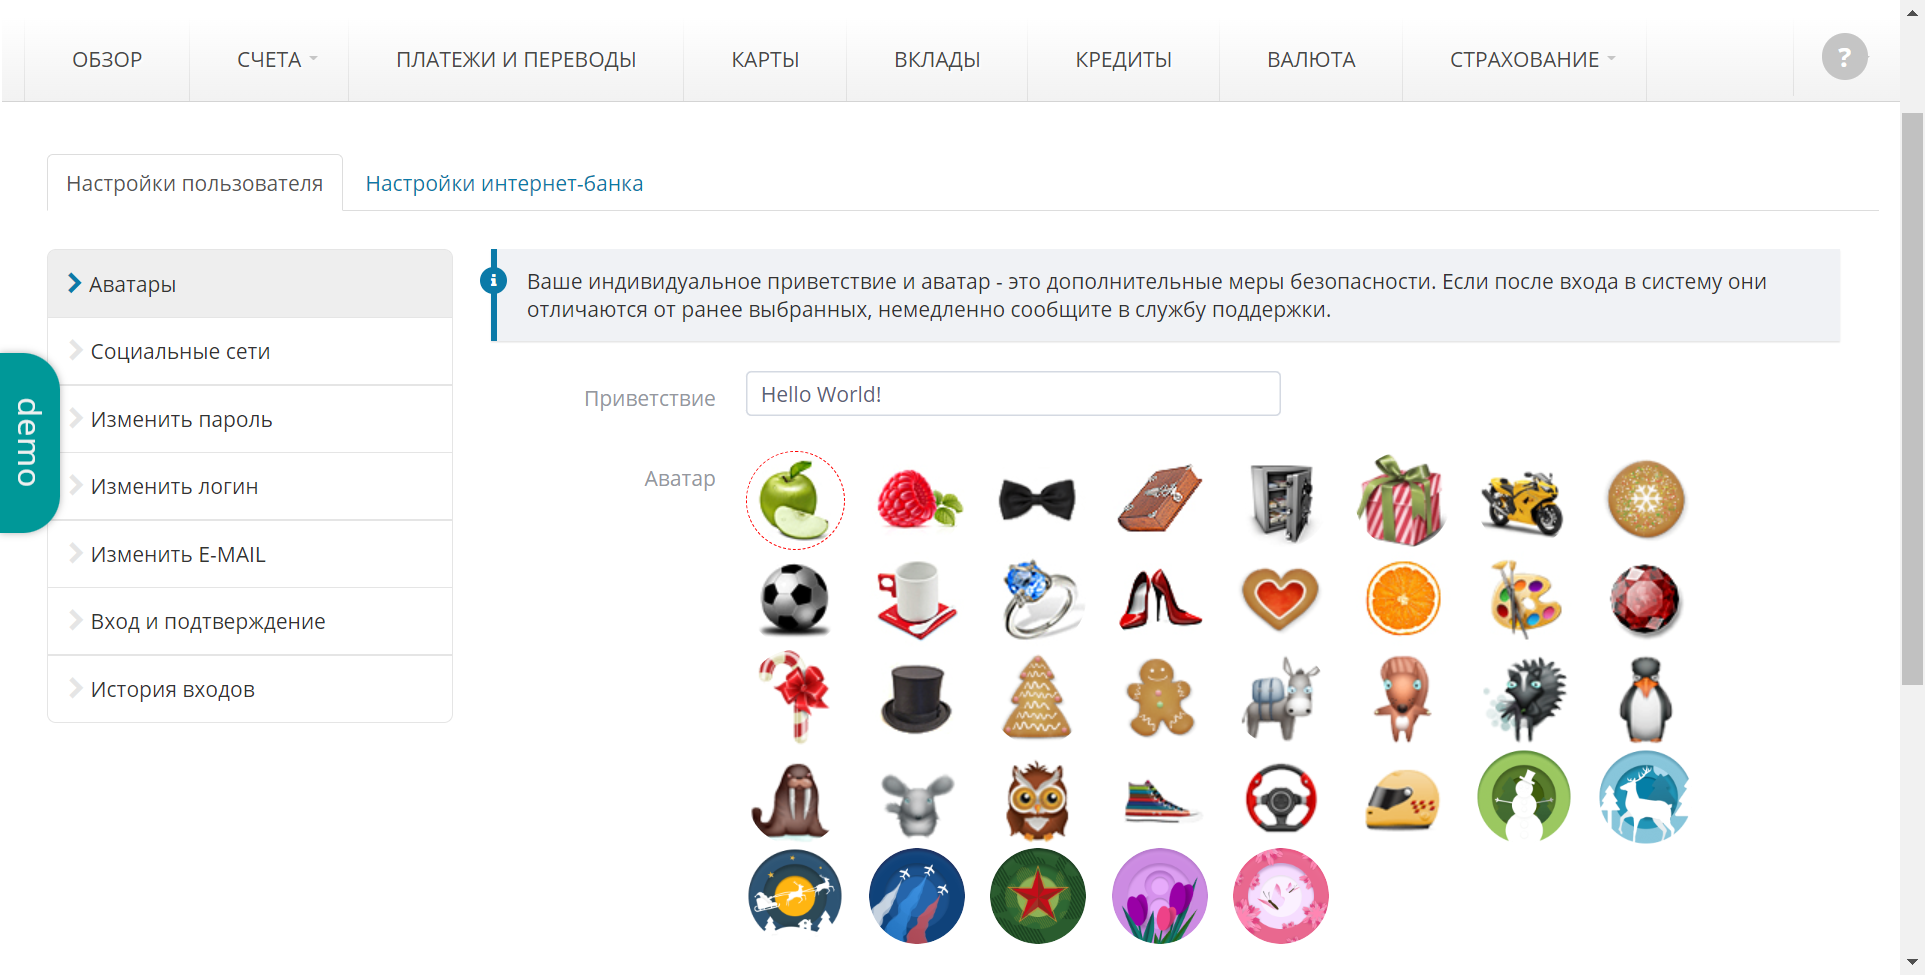 ОБЗОР СЧЕТА ПЛАТЕЖИ И ПЕРЕВОДЫ КАРТЫ ВКЛАДЫ КРЕДИТЫ ВАЛЮТА СТРАХОВАНИЕ ?
Настройки пользователя Настройки интернет-банка
Аватары
Социальные сети
Изменить пароль
Изменить логин
Изменить E-MAIL
Вход и подтверждение
История входов
demo
Ваше индивидуальное приветствие и аватар - это дополнительные меры безопасности. Если после входа в систему они
отличаются от ранее выбранных, немедленно сообщите в службу поддержки.
Приветствие Hello World!
Аватар